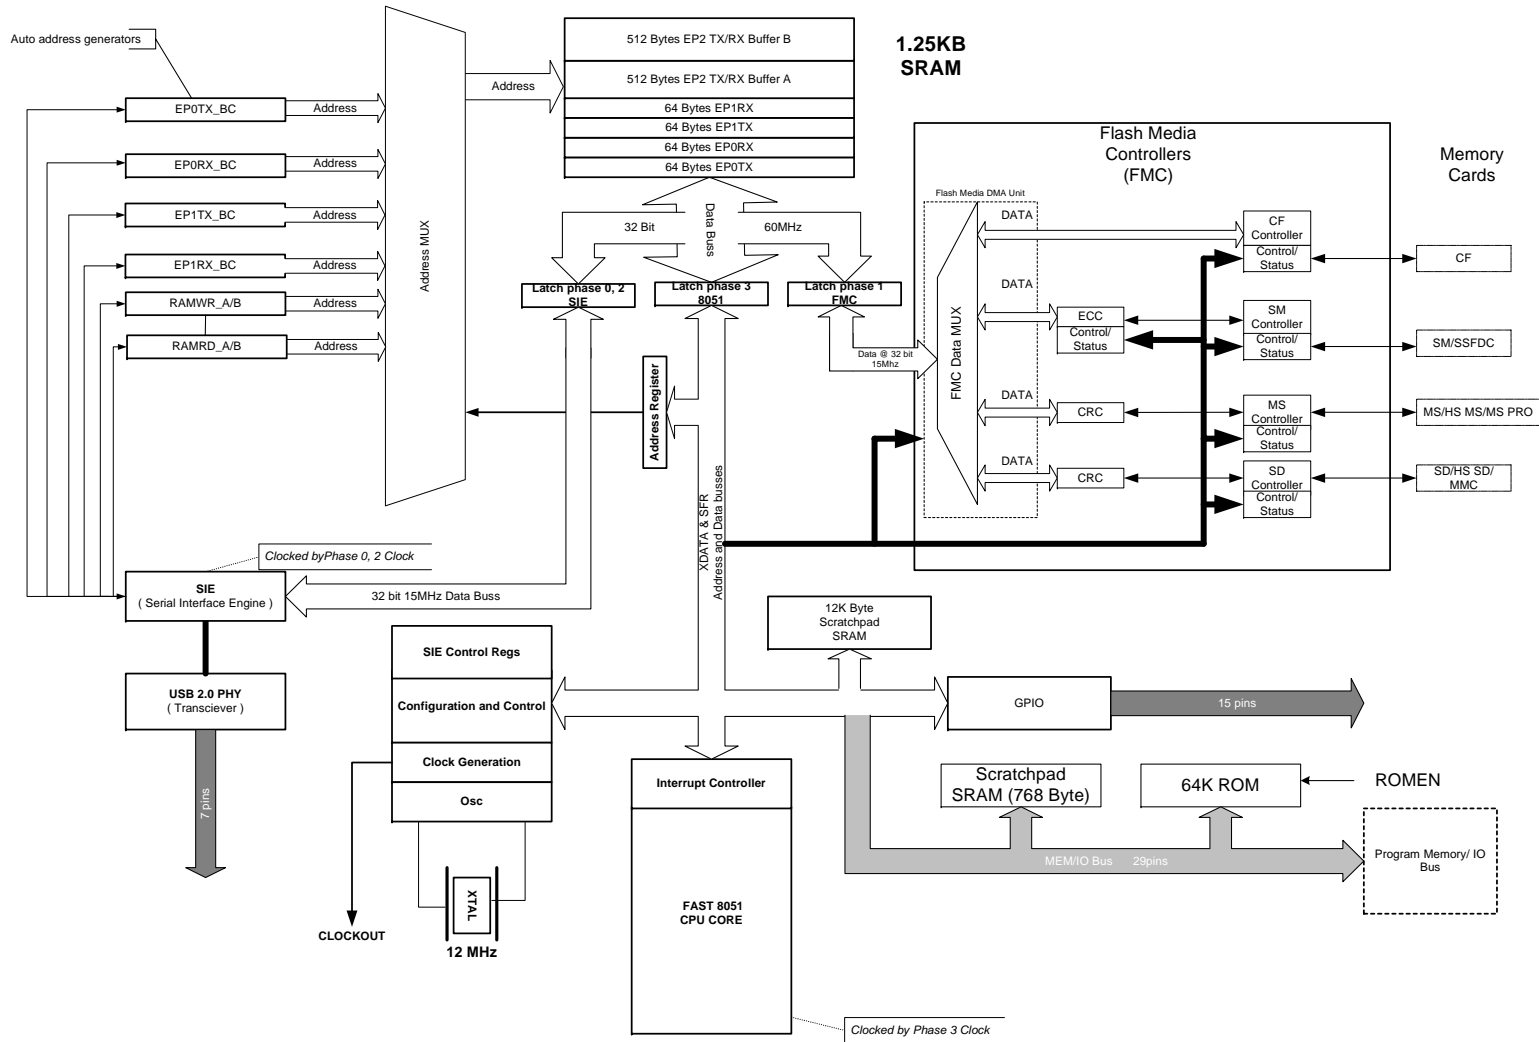 Auto address generators
EP0TX_BC
Address
EP0RX_BC
Address
EP1TX_BC
Address
EP1RX_BC
Address
RAMWR_A/B
Address
RAMRD_A/B
Address
Address MUX
Address
512 Bytes EP2 TX/RX Buffer B
512 Bytes EP2 TX/RX Buffer A
64 Bytes EP1RX
64 Bytes EP1TX
64 Bytes EP0RX
64 Bytes EP0TX
1.25KB
SRAM
32 Bit
Data Buss
60MHz
Latch phase 0, 2
SIE
Latch phase 3
8051
Latch phase 1
FMC
Data @ 32 bit
15Mhz
Address Register
Flash Media
Controllers
(FMC)
Flash Media DMA Unit
FMC Data MUX
DATA
DATA
DATA
DATA
ECC
Control/
Status
CRC
CRC
CF
Controller
Control/
Status
SM
Controller
Control/
Status
MS
Controller
Control/
Status
SD
Controller
Control/
Status
Memory
Cards
CF
SM/SSFDC
MS/HS MS/MS PRO
SD/HS SD/
MMC
XDATA & SFR
Address and Data busses
Clocked byPhase 0, 2 Clock
SIE
( Serial Interface Engine )
32 bit 15MHz Data Buss
USB 2.0 PHY
( Transciever )
7 pins
SIE Control Regs
Configuration and Control
Clock Generation
Osc
XTAL
12 MHz
CLOCKOUT
12K Byte
Scratchpad
SRAM
GPIO
15 pins
Interrupt Controller
FAST 8051
CPU CORE
Clocked by Phase 3 Clock
Scratchpad
SRAM (768 Byte)
64K ROM
ROMEN
MEM/IO Bus 29pins
Program Memory/ IO
Bus